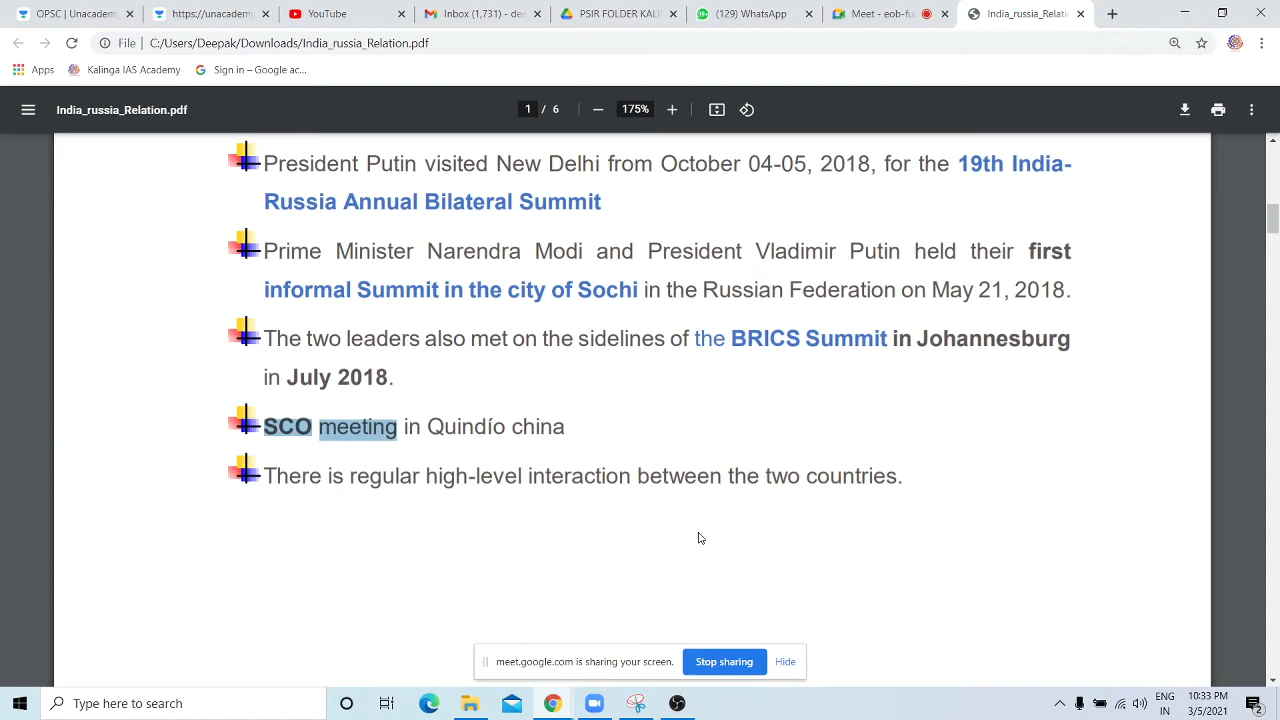 OPSC | Unacademy
https://unacademy
YouTube
Inbox (1,731) - dee
PSIR FOLDER KALI
(129) WhatsApp
Meet - eob-fu
India_russia_Relati
File | C:/Users/Deepak/Downloads/India_russia_Relation.pdf
Apps Kalinga IAS Academy Sign in – Google ac...
India_russia_Relation.pdf 1 / 6 175%
President Putin visited New Delhi from October 04-05, 2018, for the 19th India-
Russia Annual Bilateral Summit
Prime Minister Narendra Modi and President Vladimir Putin held their first
informal Summit in the city of Sochi in the Russian Federation on May 21, 2018.
The two leaders also met on the sidelines of the BRICS Summit in Johannesburg
in July 2018.
SCO meeting in Quindío china
There is regular high-level interaction between the two countries.
meet.google.com is sharing your screen. Stop sharing Hide
Type here to search
ENG 10:33 PM
IN 3/5/2021 2